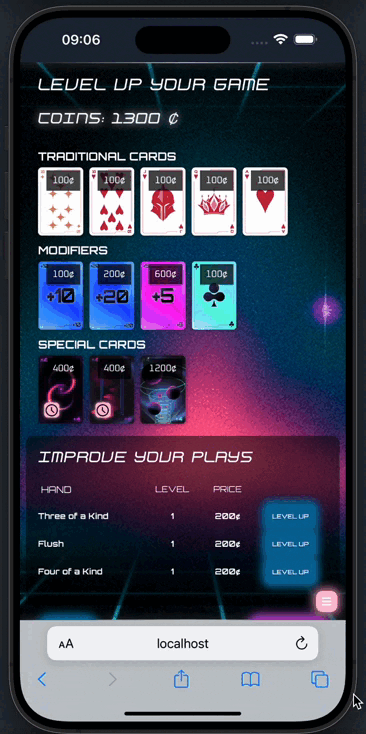 09:06
LEVEL UP YOUR GAME
COINS: 1300 ¢
TRADITIONAL CARDS
100¢ 100¢ 100¢ 100¢ 100¢
MODIFIERS
100¢ 200¢ 600¢ 100¢
+10 +20 +5
SPECIAL CARDS
400¢ 400¢ 1200¢
IMPROVE YOUR PLAYS
HAND LEVEL PRICE
Three of a Kind 1 200¢ LEVEL UP
Flush 1 200¢ LEVEL UP
Four of a Kind 1 200¢ LEVEL UP
AA localhost